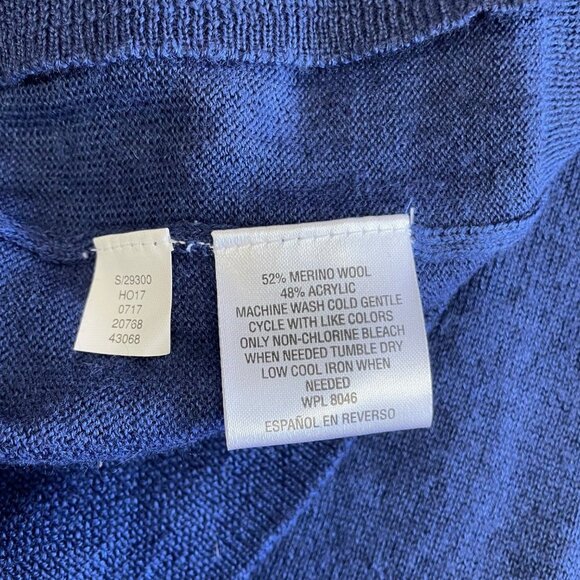 S/29300
HO17
0717
20768
43068
52% MERINO WOOL
48% ACRYLIC
MACHINE WASH COLD GENTLE
CYCLE WITH LIKE COLORS
ONLY NON-CHLORINE BLEACH
WHEN NEEDED TUMBLE DRY
LOW COOL IRON WHEN
NEEDED
WPL 8046
ESPAÑOL EN REVERSO